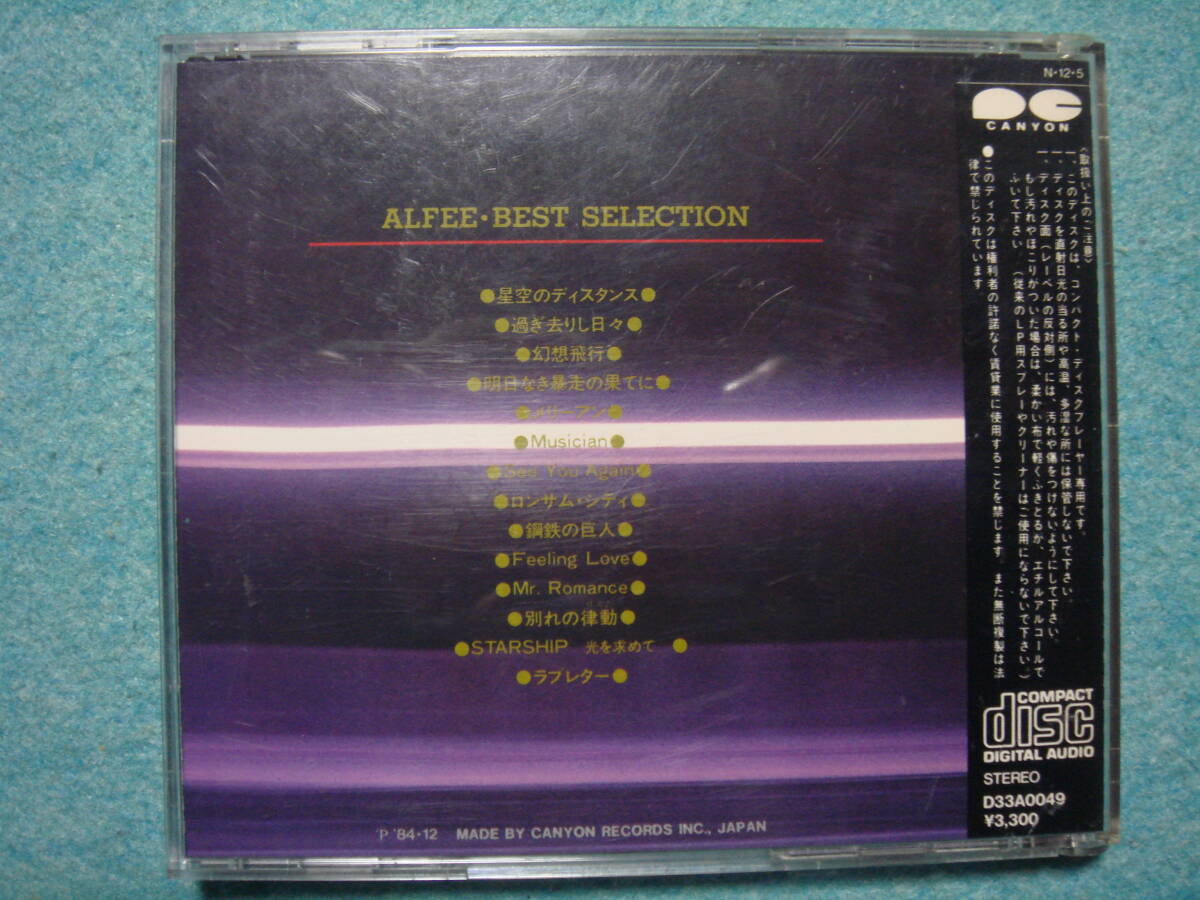 ALFEE・BEST SELECTION
●星空のディスタンス●
●過ぎ去りし日々●
●幻想飛行●
●明日なき暴走の果てに●
●メリーアン●
●Musician●
●See You Again●
●ロンサム・シティ●
●鋼鉄の巨人●
●Feeling Love●
●Mr. Romance●
●別れの律動●
●STARSHIP 光を求めて ●
●ラブレター●
℗ '84・12 MADE BY CANYON RECORDS INC., JAPAN
N・12・5
CANYON
〈取扱い上のご注意〉
一、このディスクは、コンパクト・ディスクプレーヤー専用です。
一、ディスクを直射日光の当る所や高温、多湿な所には保管しないで下さい。
一、ディスク面（レーベルの反対側）には、汚れや傷をつけないようにして下さい。
もし汚れやほこりがついた場合は、柔かい布で軽くふきとるか、エチルアルコールで
ふいて下さい。（従来のLP用スプレーやクリーナーはご使用にならないで下さい。）
●このディスクは権利者の許諾なく賃貸業に使用することを禁じます。また無断複製は法
律で禁じられています。
COMPACT
disc
DIGITAL AUDIO
STEREO
D33A0049
¥3,300